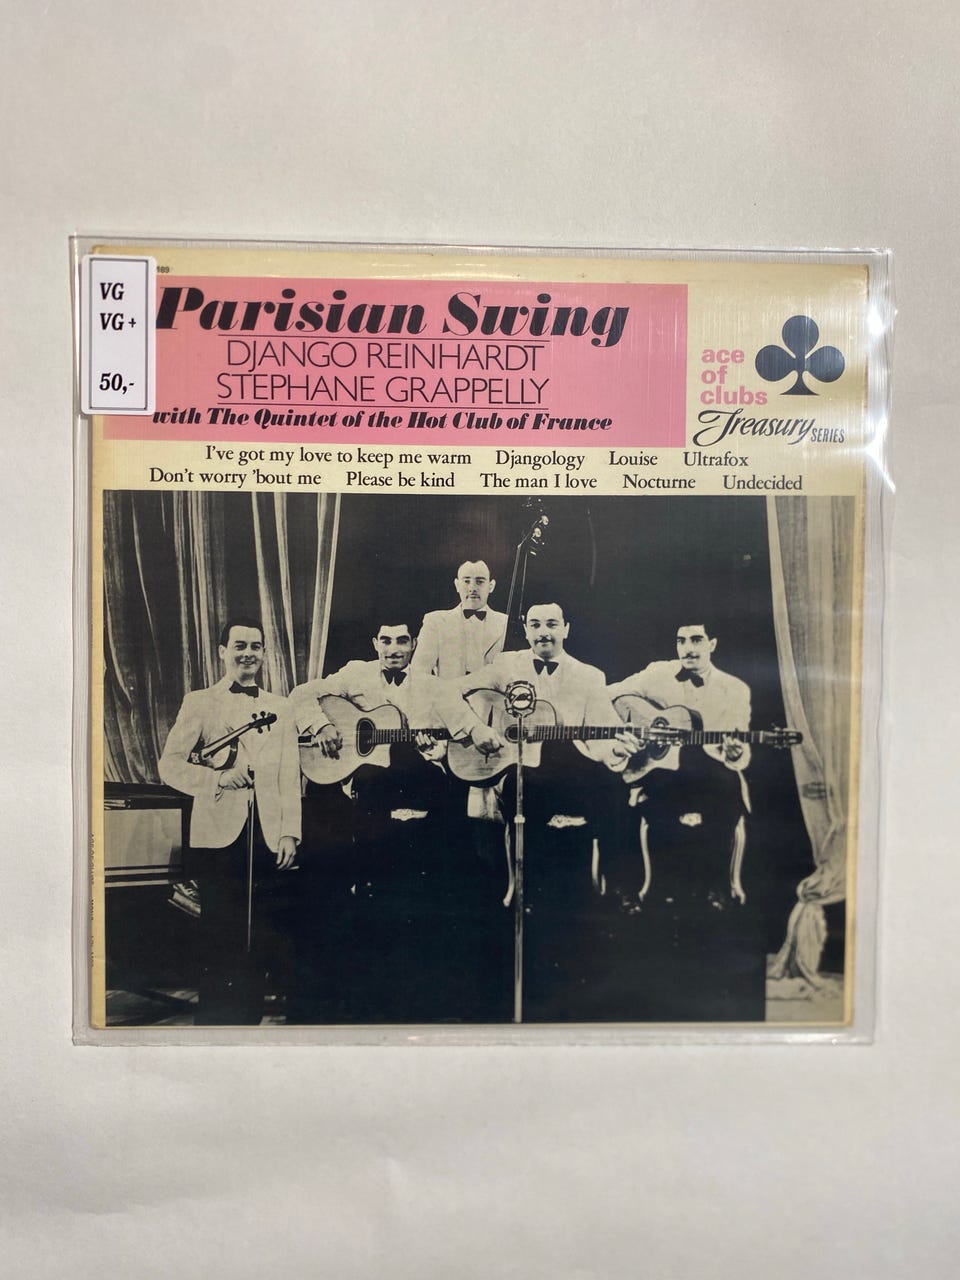 189
VG
VG+
50,-
Parisian Swing
DJANGO REINHARDT
STEPHANE GRAPPELLY
with The Quintet of the Hot Club of France
ace
of
clubs
Treasury SERIES
I've got my love to keep me warm Djangology Louise Ultrafox
Don't worry 'bout me Please be kind The man I love Nocturne Undecided